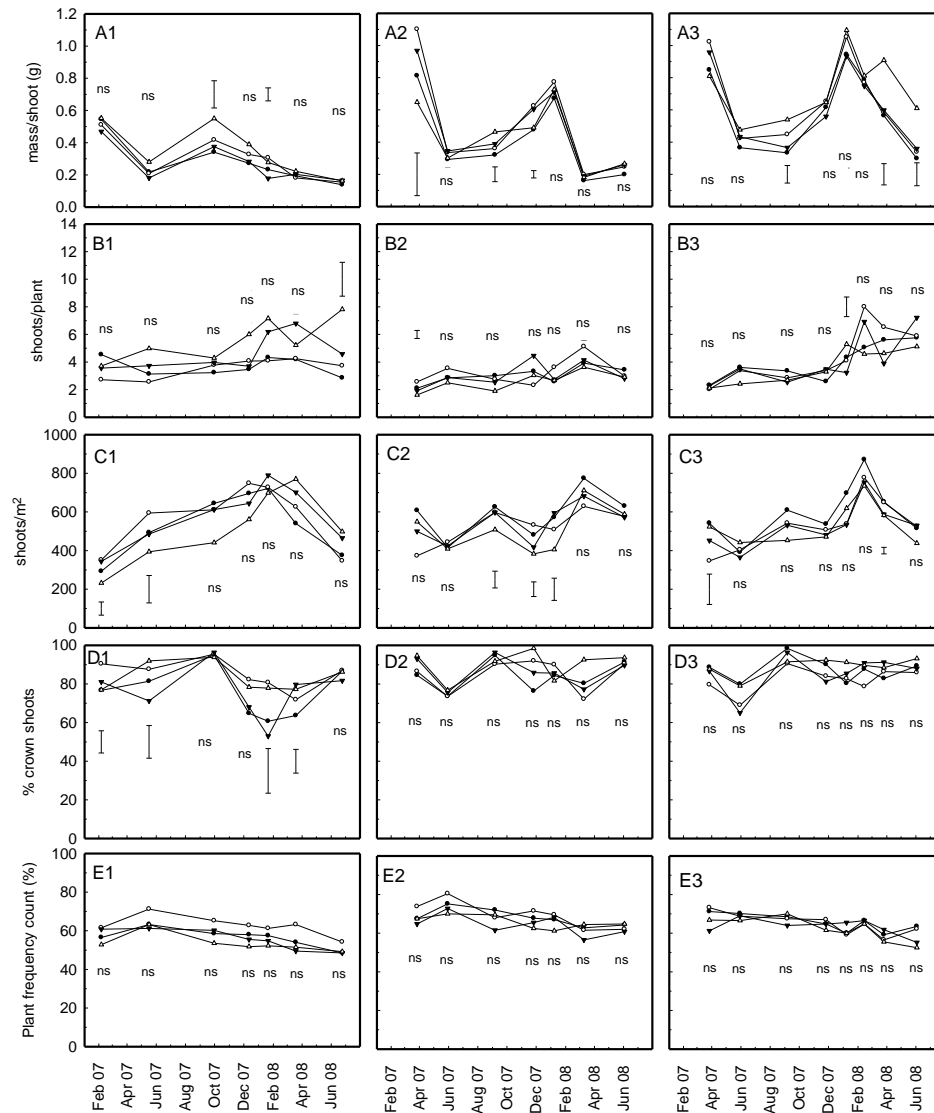 A1
A2
A3
mass/shoot (g)
1.2
1.0
0.8
0.6
0.4
0.2
0.0
ns ns ns ns ns
ns ns ns
ns ns ns ns ns
B1
B2
B3
shoots/plant
14
12
10
8
6
4
2
0
ns ns ns ns ns ns
ns ns ns ns ns ns
ns ns ns ns ns ns ns
C1
C2
C3
shoots/m²
1000
800
600
400
200
0
ns ns ns ns ns
ns ns ns ns
ns ns ns ns ns ns
D1
D2
D3
% crown shoots
100
80
60
40
20
0
ns ns ns
ns ns ns ns ns ns ns
ns ns ns ns ns ns ns ns
E1
E2
E3
Plant frequency count (%)
100
80
60
40
20
0
ns ns ns ns ns ns ns
ns ns ns ns ns ns ns
ns ns ns ns ns ns ns ns
Feb 07 Apr 07 Jun 07 Aug 07 Oct 07 Dec 07 Feb 08 Apr 08 Jun 08
Feb 07 Apr 07 Jun 07 Aug 07 Oct 07 Dec 07 Feb 08 Apr 08 Jun 08
Feb 07 Apr 07 Jun 07 Aug 07 Oct 07 Dec 07 Feb 08 Apr 08 Jun 08